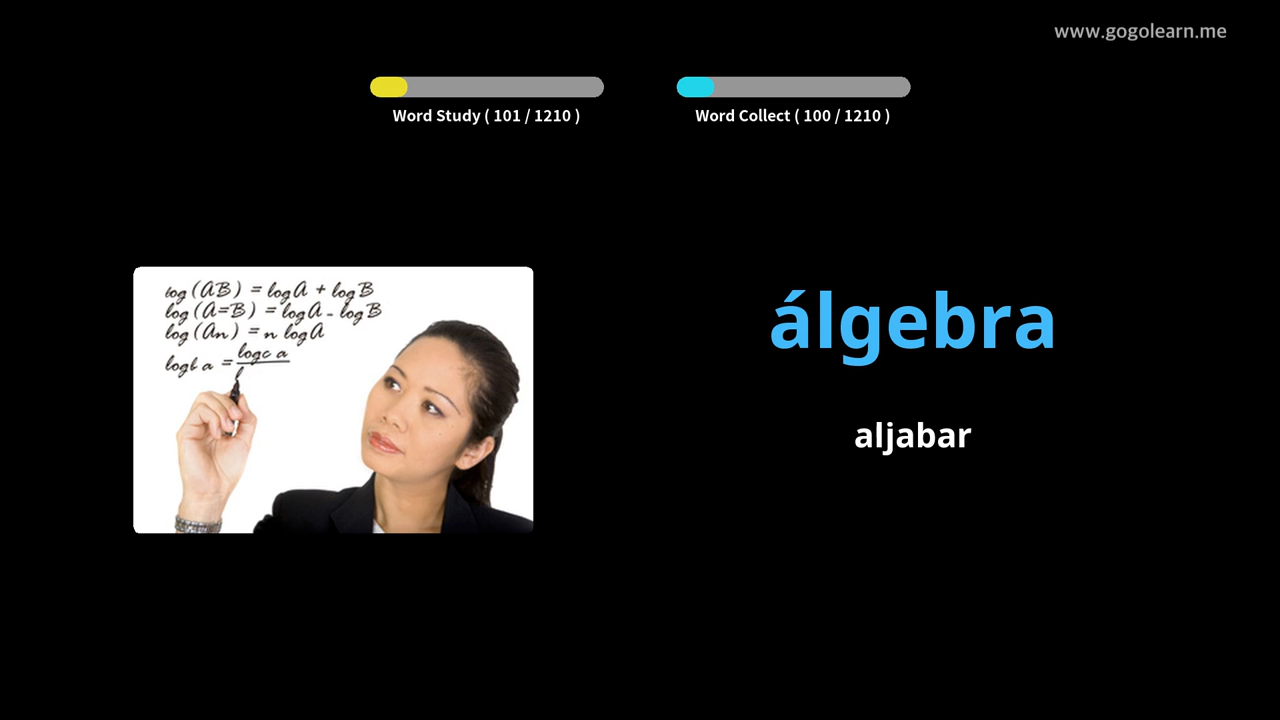 www.gogolearn.me
Word Study ( 101 / 1210 )
Word Collect ( 100 / 1210 )
log (AB) = log A + log B
log (A=B) = log A - log B
log (An) = n log A
logb a = logc a
álgebra
aljabar